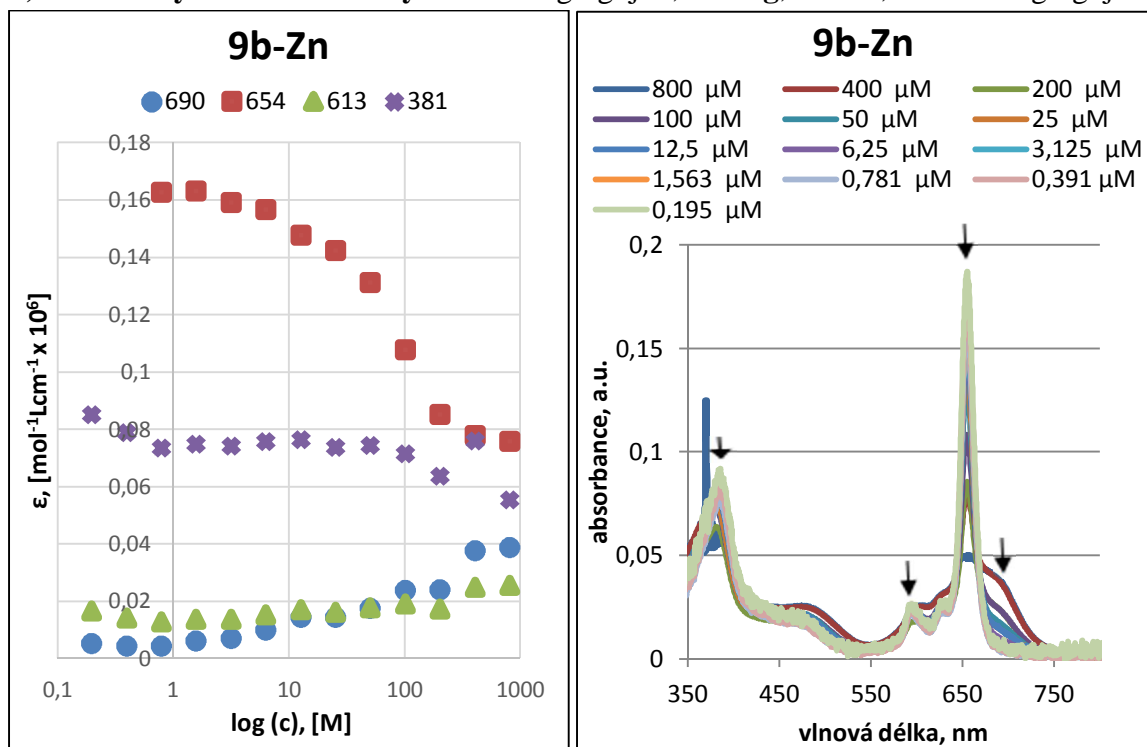 9b-Zn
690 654 613 381
0,18
0,16
0,14
0,12
0,1
0,08
0,06
0,04
0,02
0
0,1 1 10 100 1000
ε, [mol⁻¹Lcm⁻¹ x 10⁶]
log (c), [M]
9b-Zn
800 µM 400 µM 200 µM
100 µM 50 µM 25 µM
12,5 µM 6,25 µM 3,125 µM
1,563 µM 0,781 µM 0,391 µM
0,195 µM
0,2
0,15
0,1
0,05
0
350 450 550 650 750
absorbance, a.u.
vlnová délka, nm